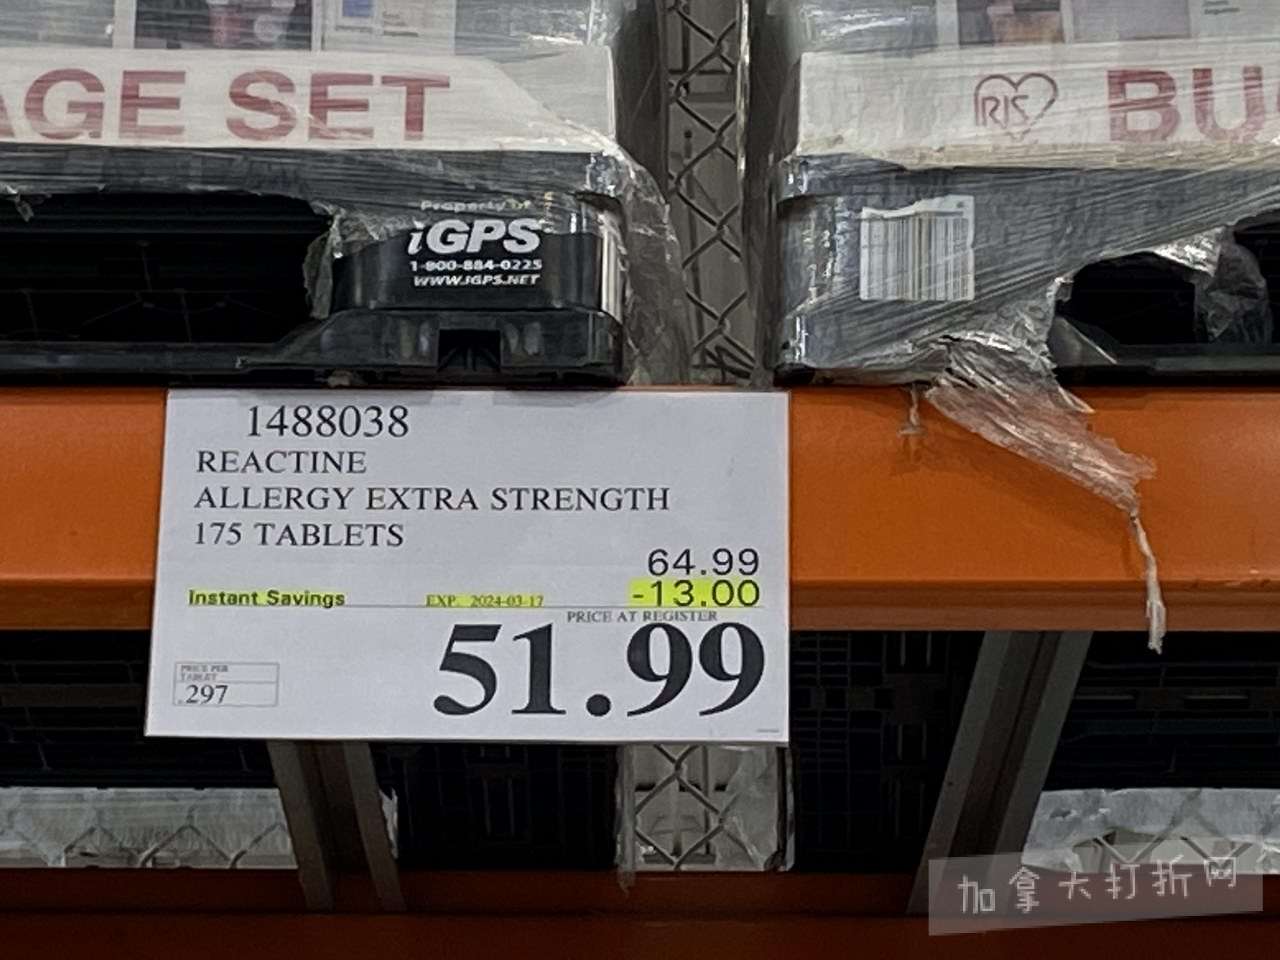 AGE SET
RIS
BU
Property of
iGPS
1-800-884-0225
WWW.IGPS.NET
1488038
REACTINE
ALLERGY EXTRA STRENGTH
175 TABLETS
64.99
Instant Savings EXP. 2024-03-17 -13.00
PRICE AT REGISTER
51.99
PRICE PER
TABLET
.297
加拿大打折网